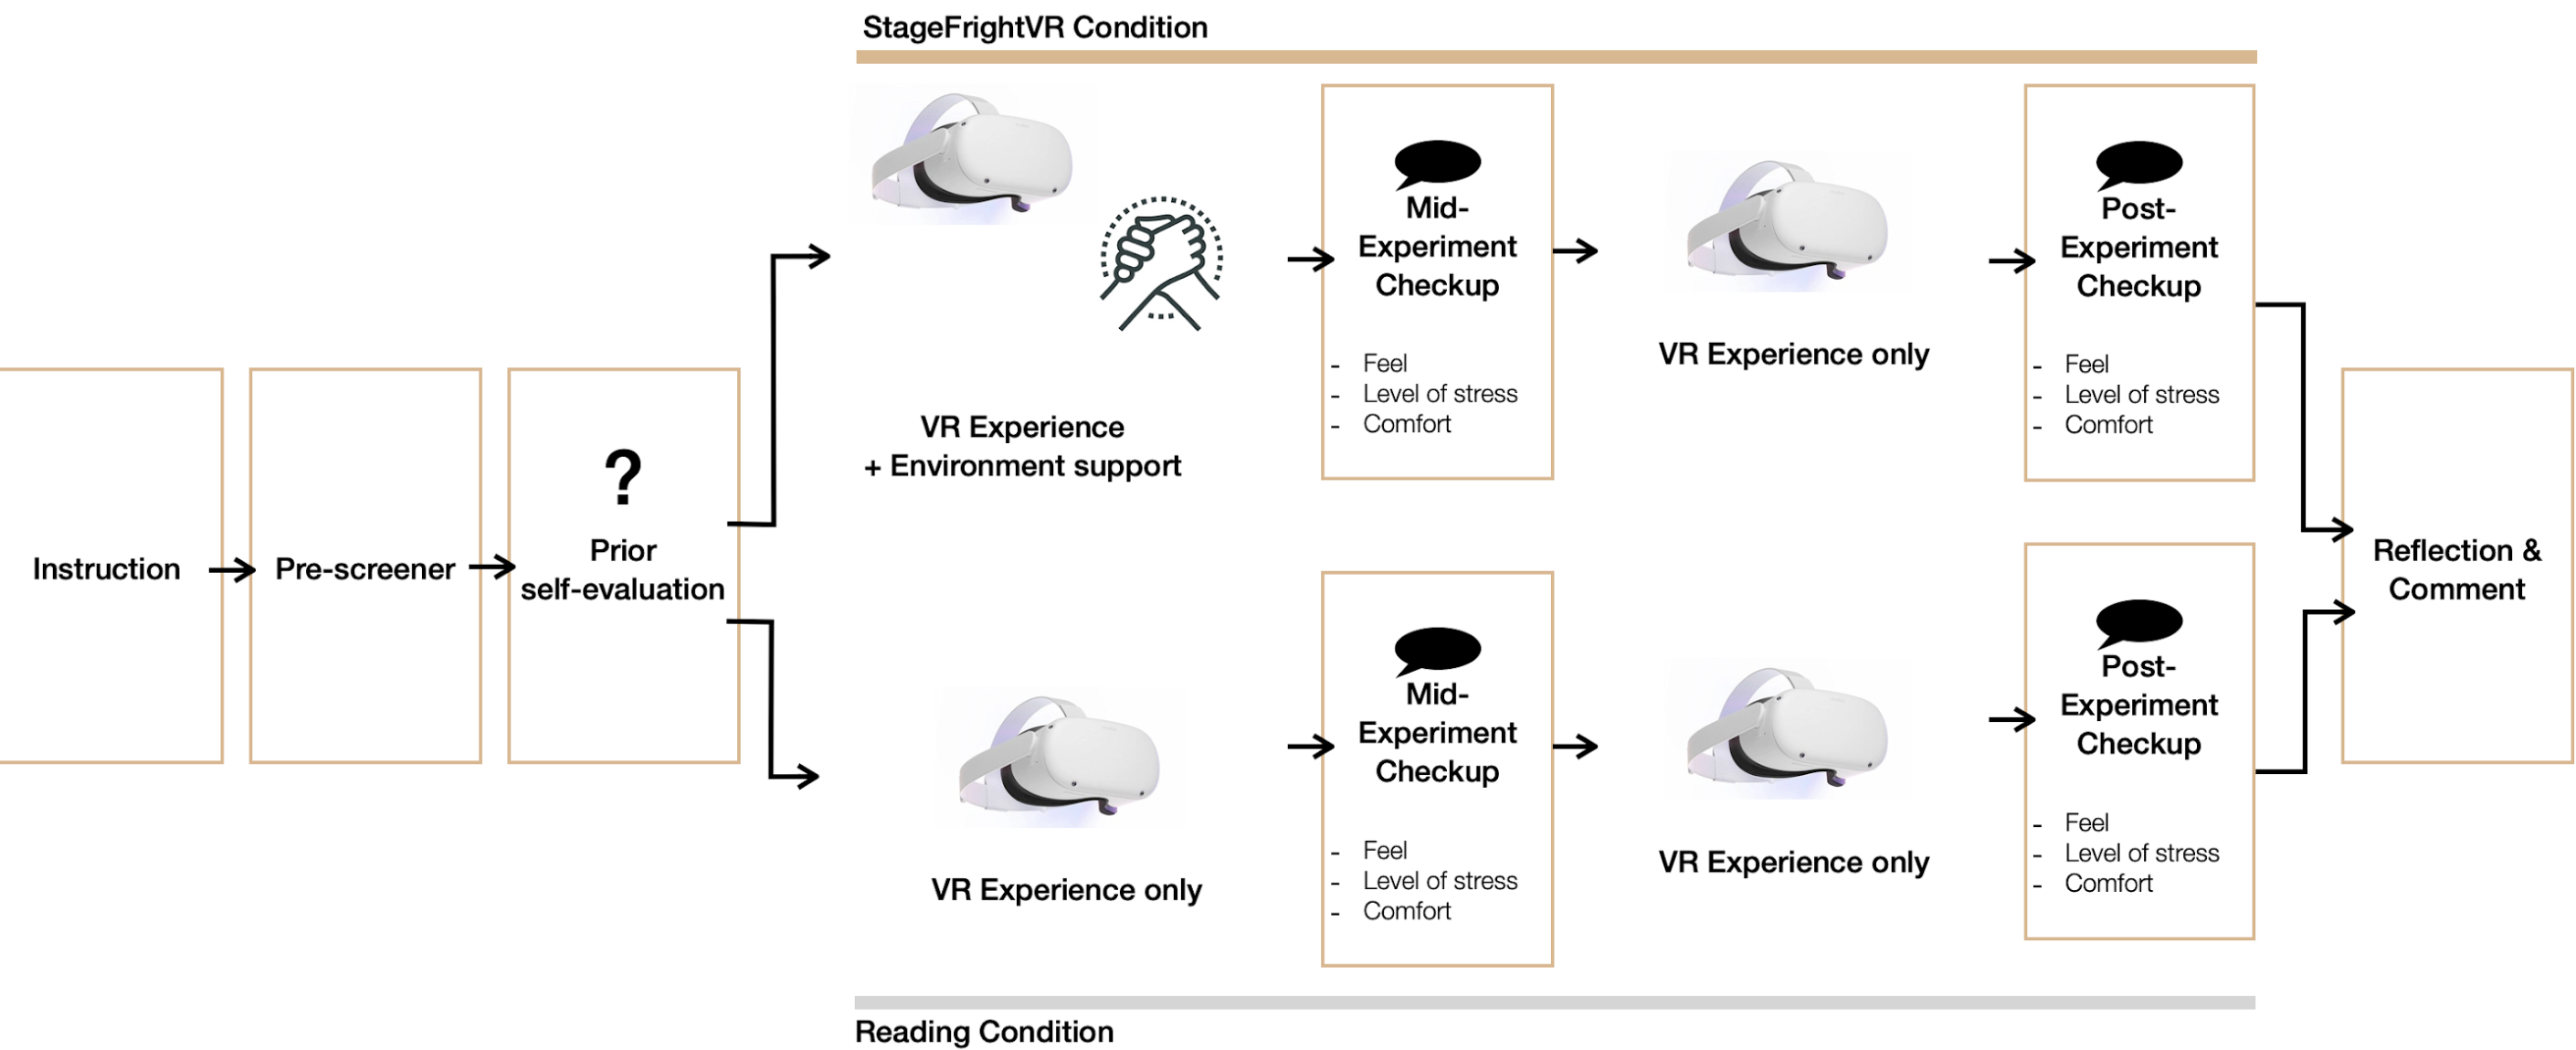 StageFrightVR Condition
Instruction
Pre-screener
?
Prior
self-evaluation
VR Experience
+ Environment support
Mid-
Experiment
Checkup
- Feel
- Level of stress
- Comfort
VR Experience only
Post-
Experiment
Checkup
- Feel
- Level of stress
- Comfort
VR Experience only
Mid-
Experiment
Checkup
- Feel
- Level of stress
- Comfort
VR Experience only
Post-
Experiment
Checkup
- Feel
- Level of stress
- Comfort
Reflection &
Comment
Reading Condition